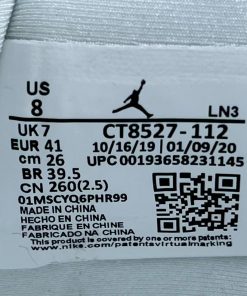 US
8
LN3
UK 7
CT8527-112
EUR 41
10/16/19 | 01/09/20
cm 26
UPC 00193658231145
BR 39.5
CN 260(2.5)
01MSCYQ6PHR99
MADE IN CHINA
HECHO EN CHINA
FABRIQUE EN CHINE
FABRICADO NA CHINA
This product is covered by one or more patents
www.nike.com/patentsvirtualmarking